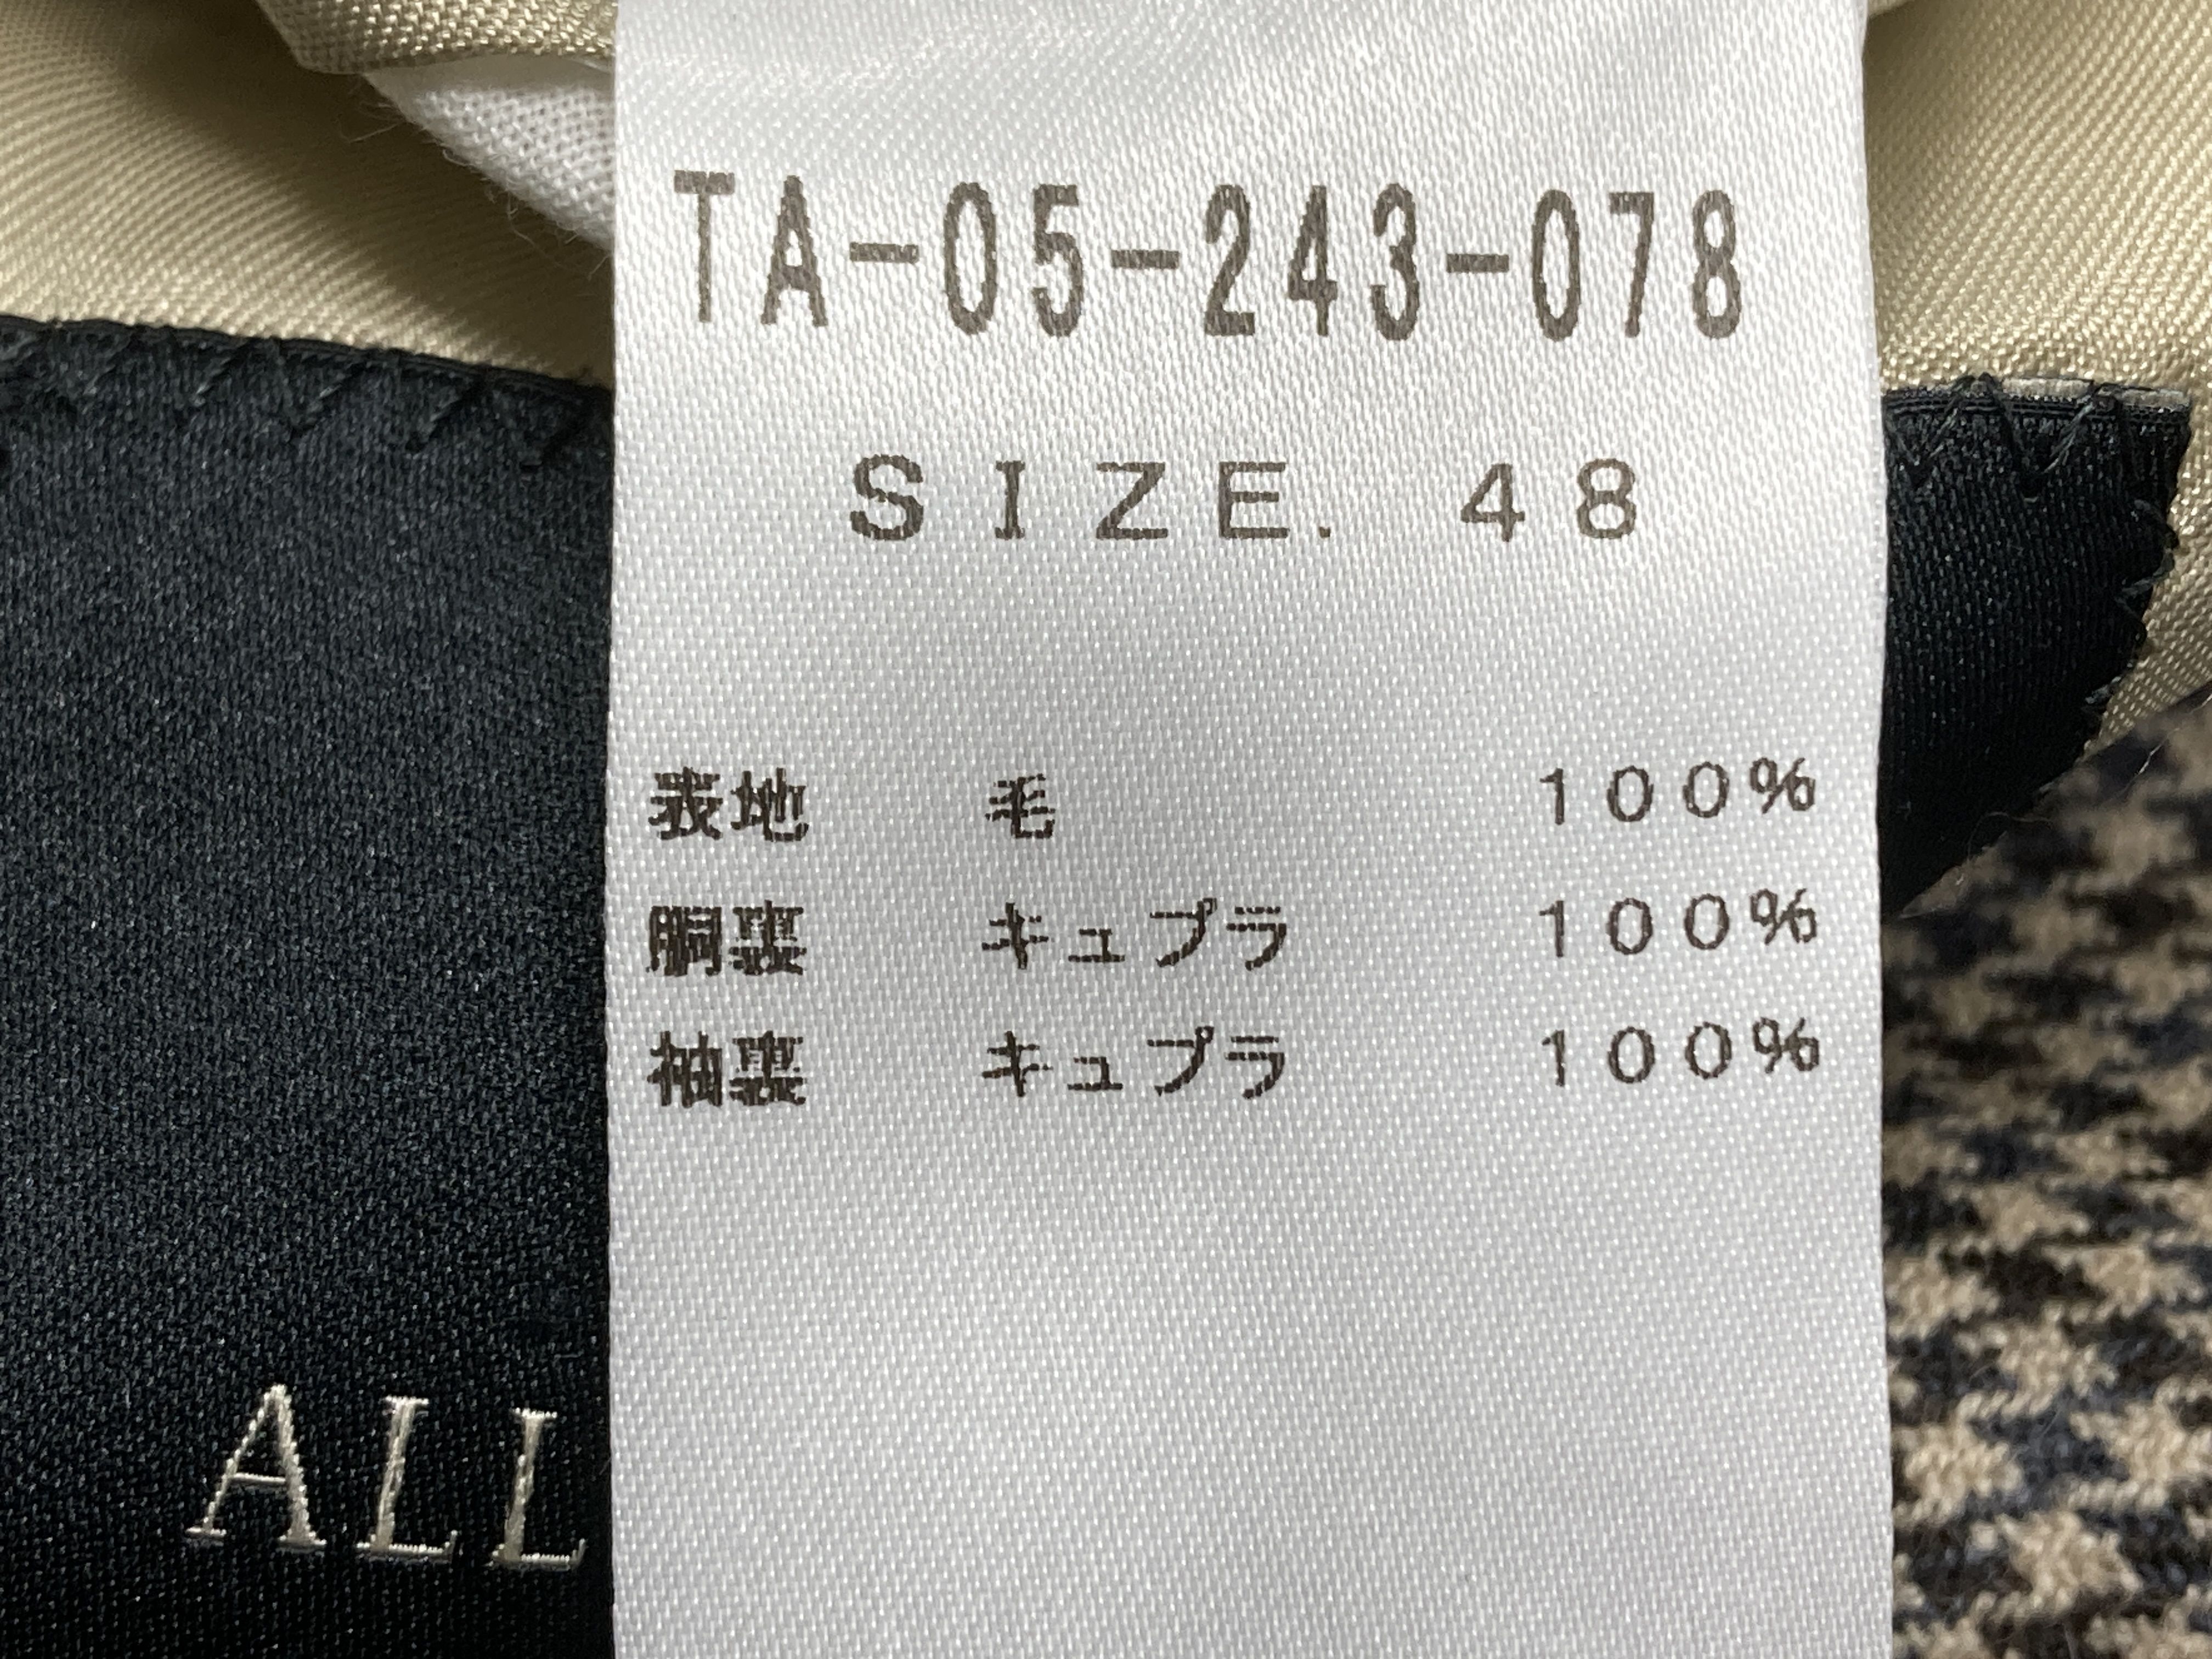 TA-05-243-078
SIZE. 48
表地 毛 100%
胴裏 キュプラ 100%
袖裏 キュプラ 100%
ALL